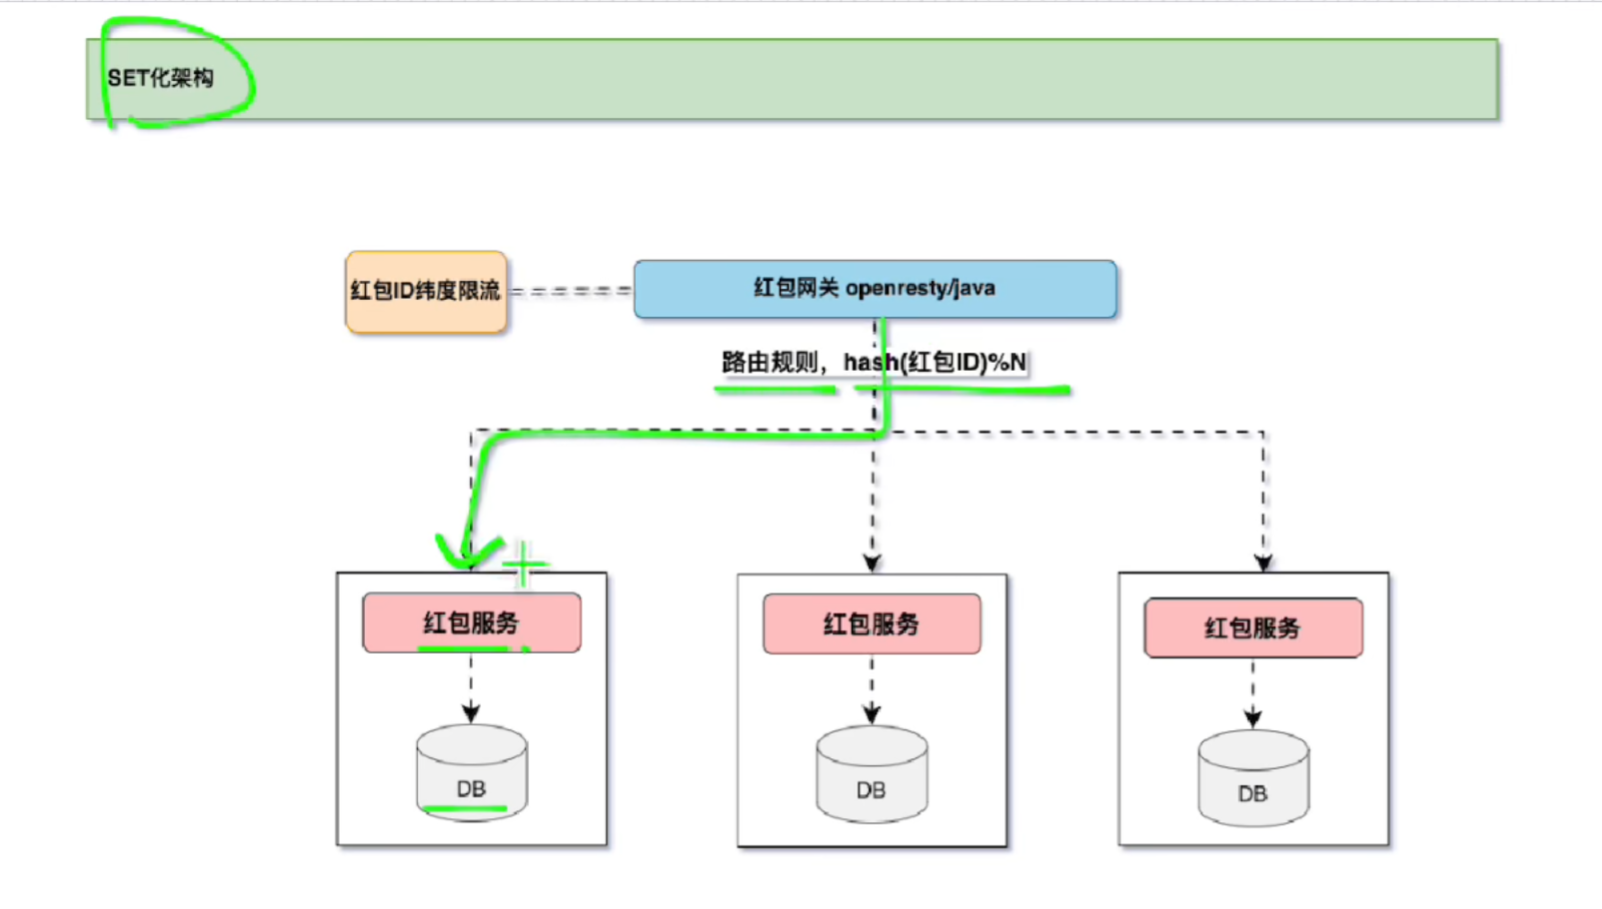 SET化架构
红包ID纬度限流
红包网关 openresty/java
路由规则，hash(红包ID)%N
红包服务
红包服务
红包服务
DB
DB
DB